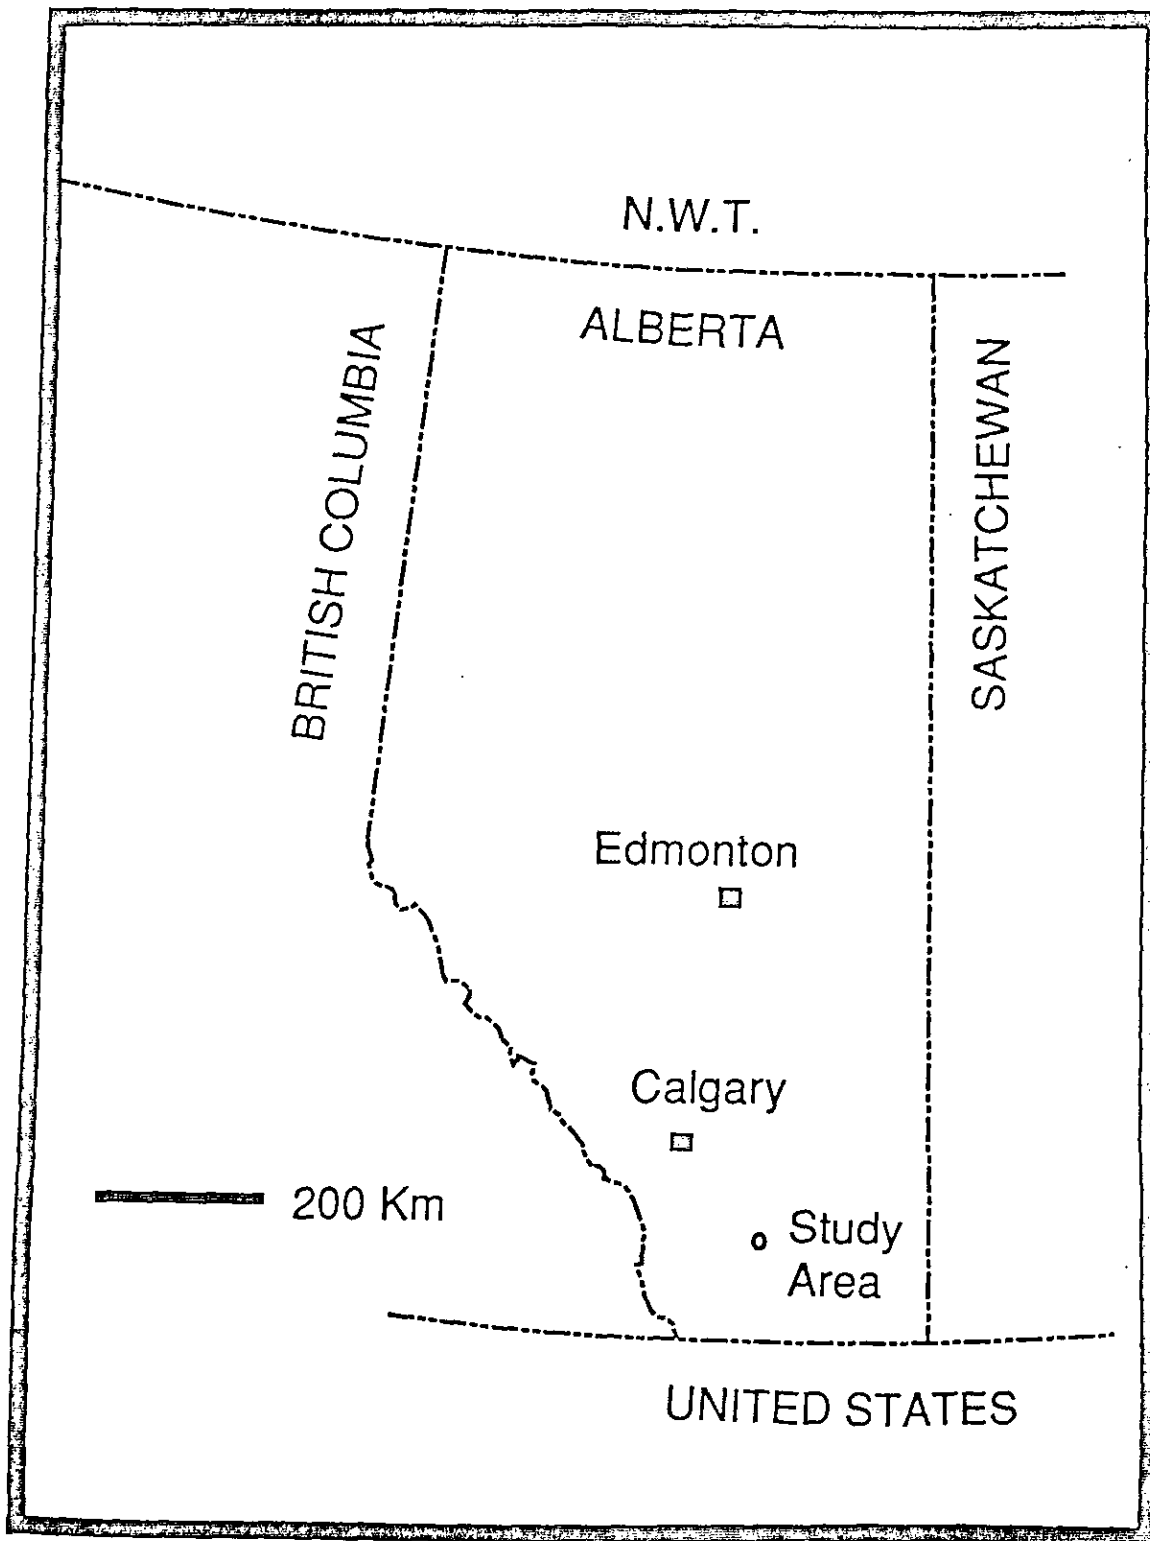 N.W.T.
ALBERTA
BRITISH COLUMBIA
SASKATCHEWAN
Edmonton
Calgary
200 Km
Study
Area
UNITED STATES